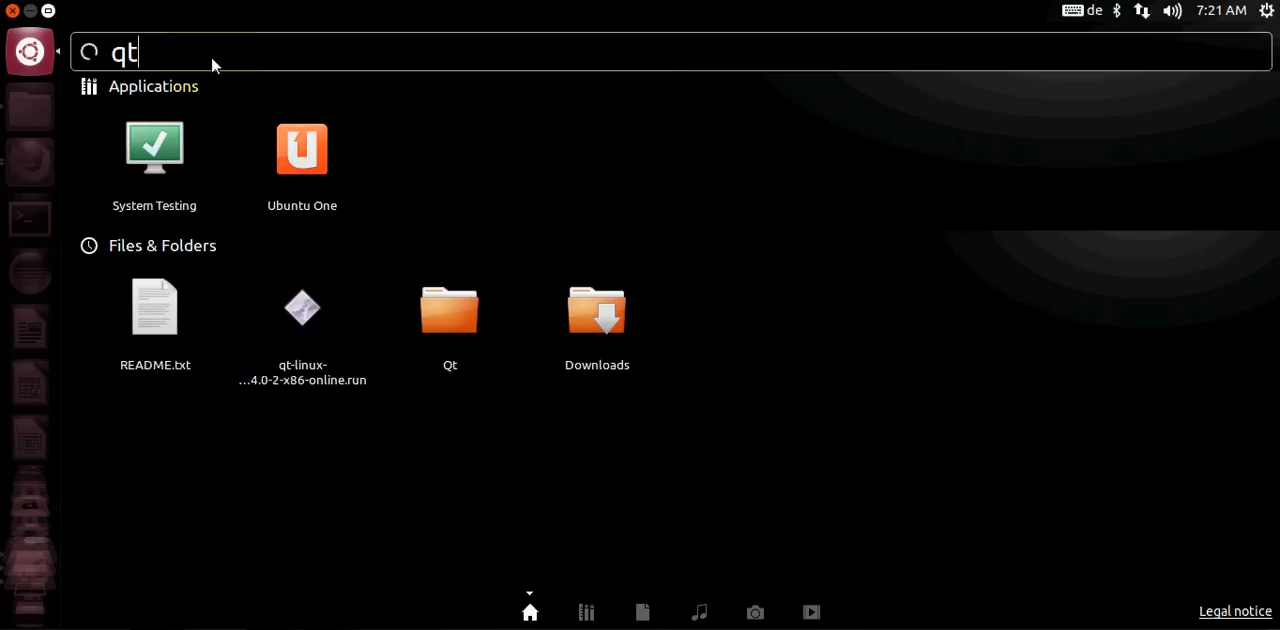 de
7:21 AM
qt
Applications
System Testing
Ubuntu One
Files & Folders
README.txt
qt-linux-
...4.0-2-x86-online.run
Qt
Downloads
Legal notice